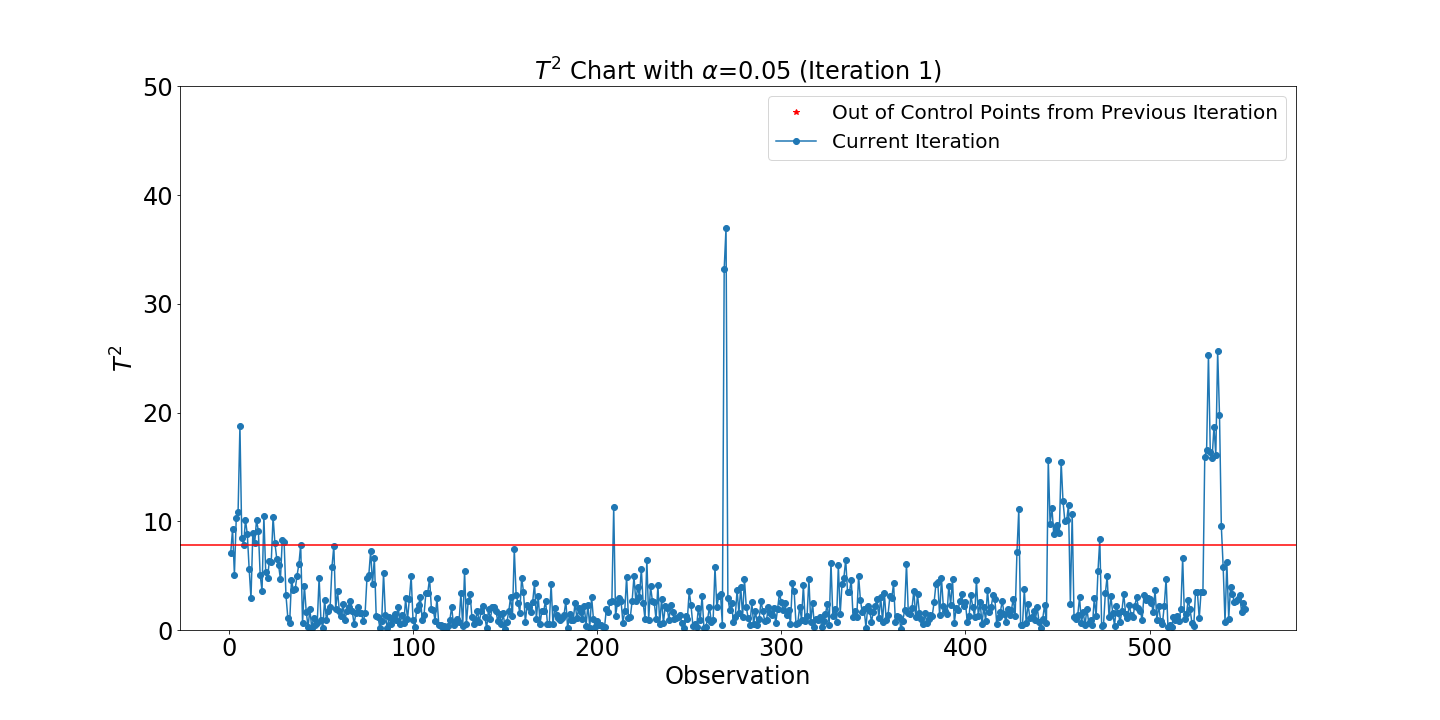 T² Chart with α=0.05 (Iteration 1)
50
40
30
20
10
0
T²
Out of Control Points from Previous Iteration
Current Iteration
0 100 200 300 400 500
Observation